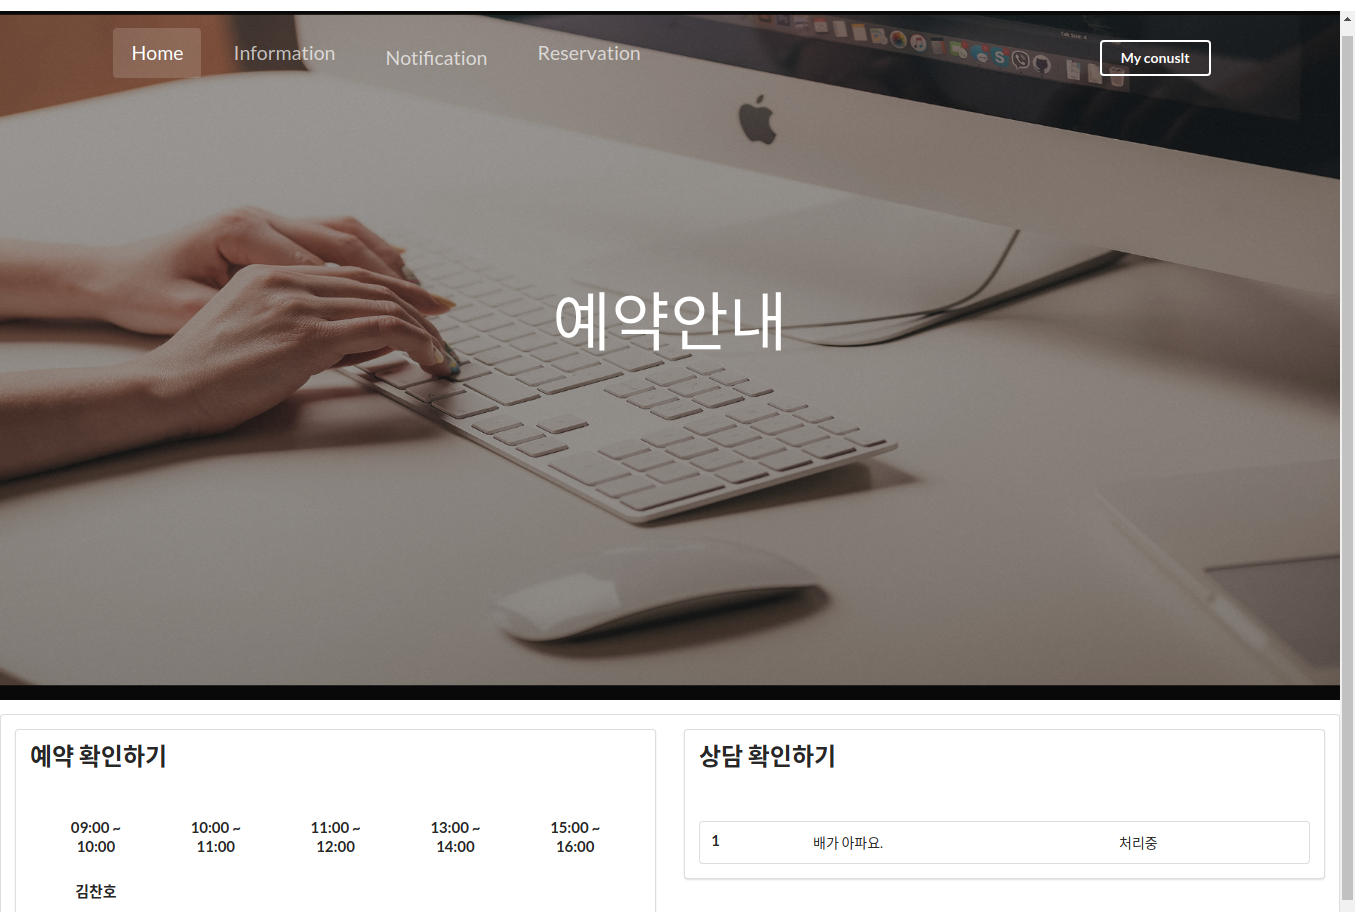 Home
Information
Notification
Reservation
My conuslt
예약안내
예약 확인하기
09:00 ~
10:00
10:00 ~
11:00
11:00 ~
12:00
13:00 ~
14:00
15:00 ~
16:00
김찬호
상담 확인하기
1
배가 아파요.
처리중